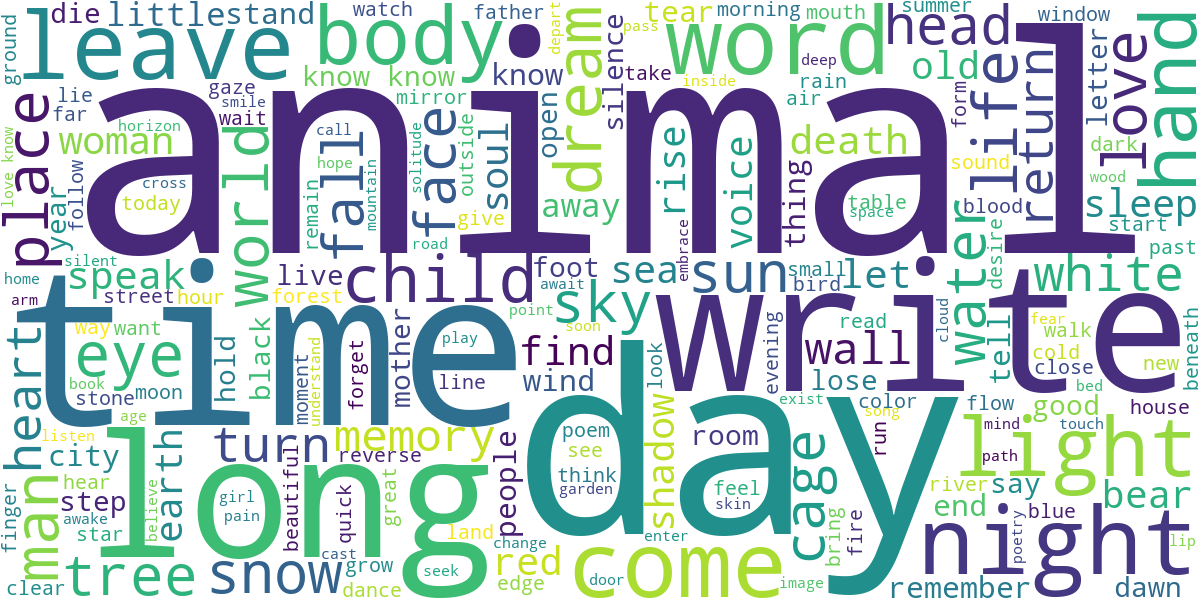 die littlestand watch father depart tear morning mouth summer window
ground leave body word head hand
know know know dream silence take pass deep old life return letter love
place lie far gaze smile wait mirror open inside rain air form dark
animal
woman horizon world call fall face soul outside away rise voice death sound wood
love know year follow cross today hope remain mountain solitude give road thing table space blood sleep start past
silent home speak live child foot sea embrace sun small bird let water desire white
arm street hour forest await point sky
time write
way want eye black hold moment understand forget mother play line soon find wind look evening wall read cloud tell fear walk cold close new beneath
heart book stone moon age exist lose color song flow good bed house
listen city hear turn memory reverse people poem see think garden shadow room cage run light mind touch path
long day
man finger step awake star believe earth girl pain beautiful quick great land feel skin river say bear
tree snow cast grow dance seek change edge red come enter door image bring fire end night blue poetry lip
clear remember dawn